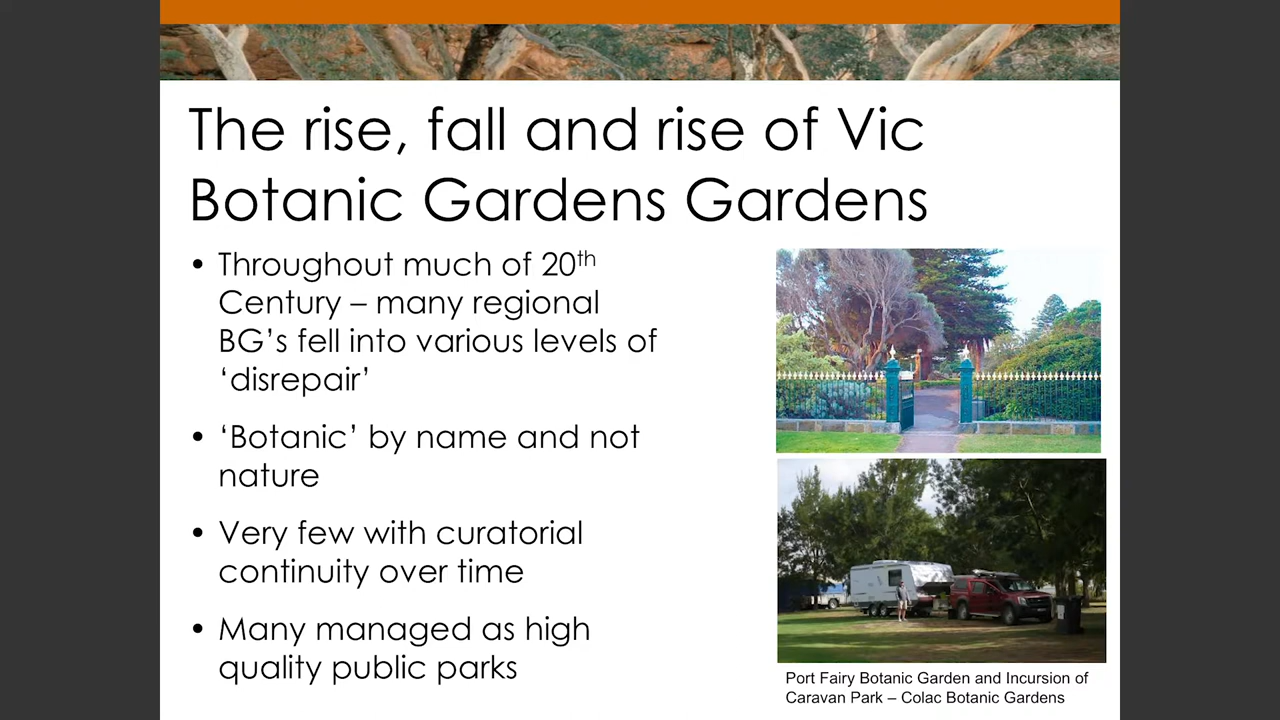 The rise, fall and rise of Vic
Botanic Gardens Gardens
• Throughout much of 20th
Century – many regional
BG’s fell into various levels of
‘disrepair’
• ‘Botanic’ by name and not
nature
• Very few with curatorial
continuity over time
• Many managed as high
quality public parks
Port Fairy Botanic Garden and Incursion of
Caravan Park – Colac Botanic Gardens